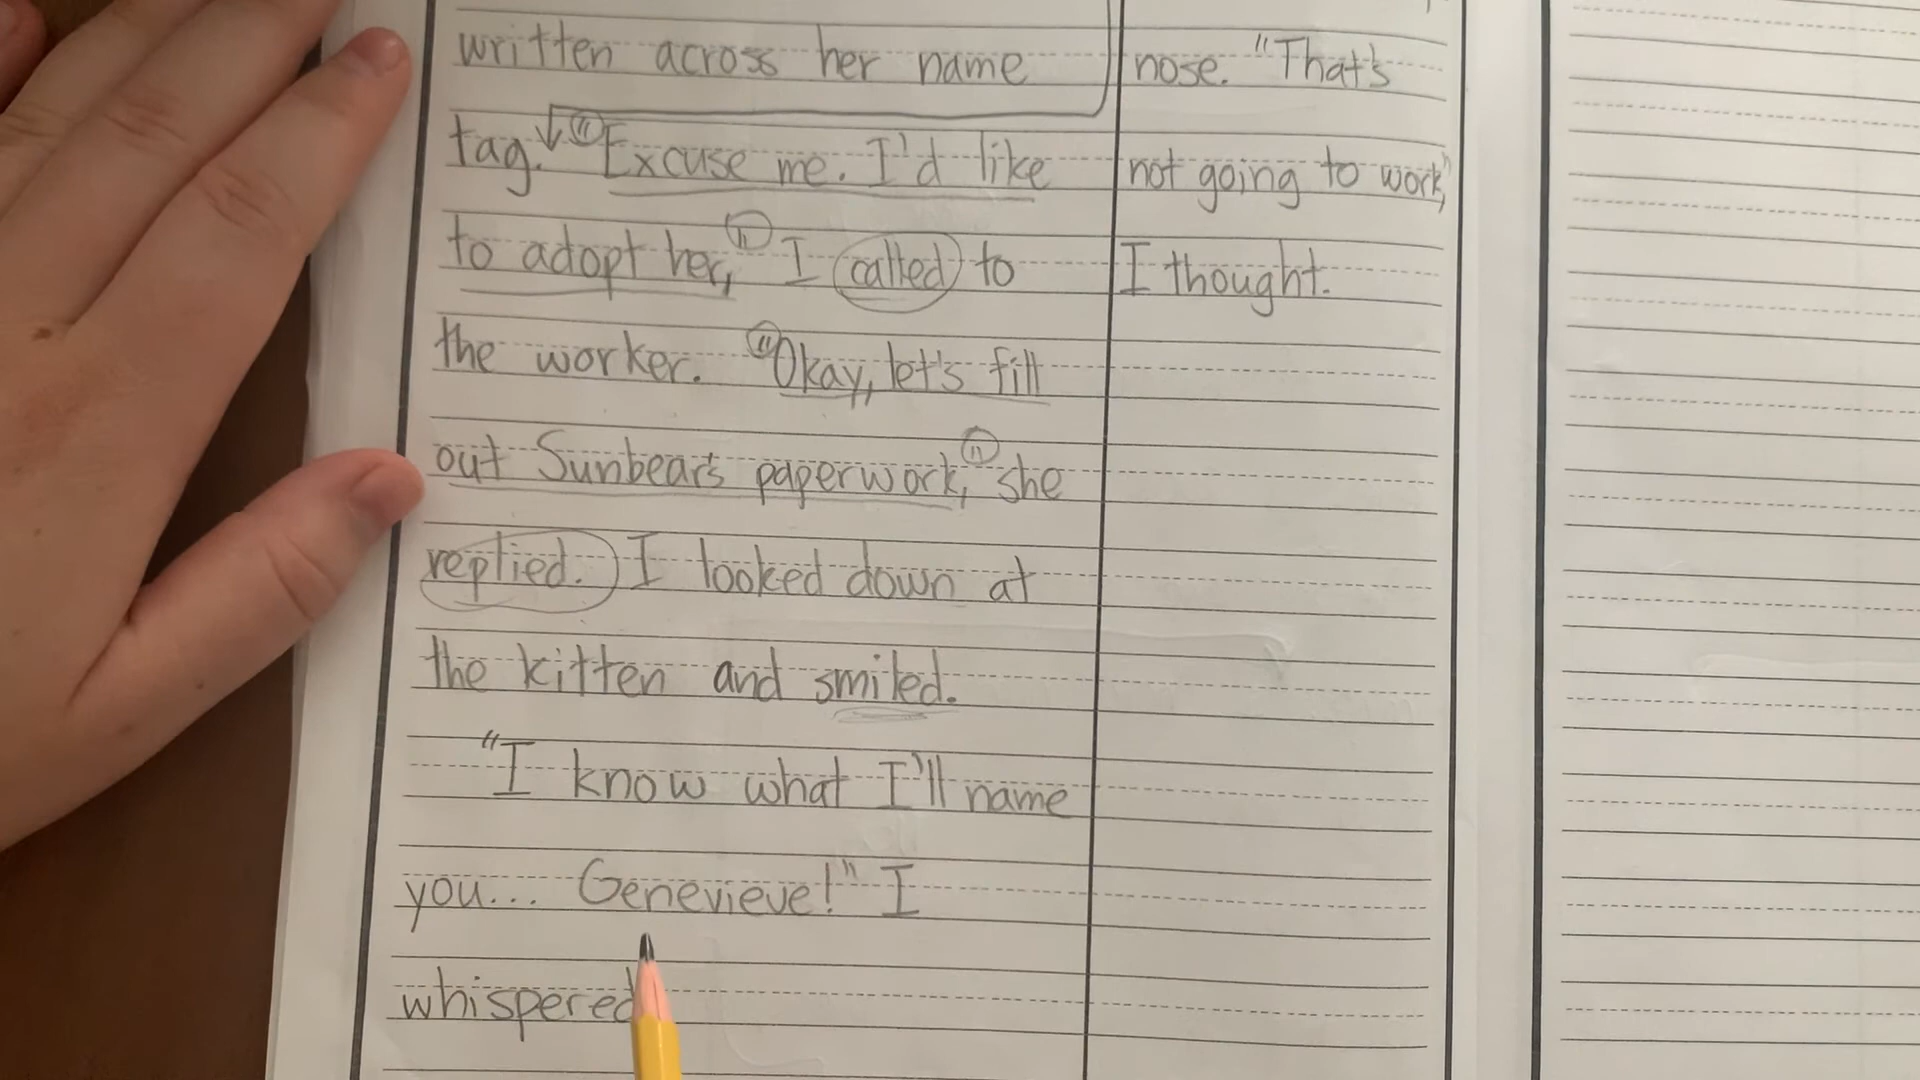 written across her name
tag. "Excuse me. I'd like
to adopt her," I called to
the worker. "Okay, let's fill
out Sunbear's paperwork," she
replied. I looked down at
the kitten and smiled.
"I know what I'll name
you... Genevieve!" I
whispered
nose. "That's
not going to work,"
I thought.